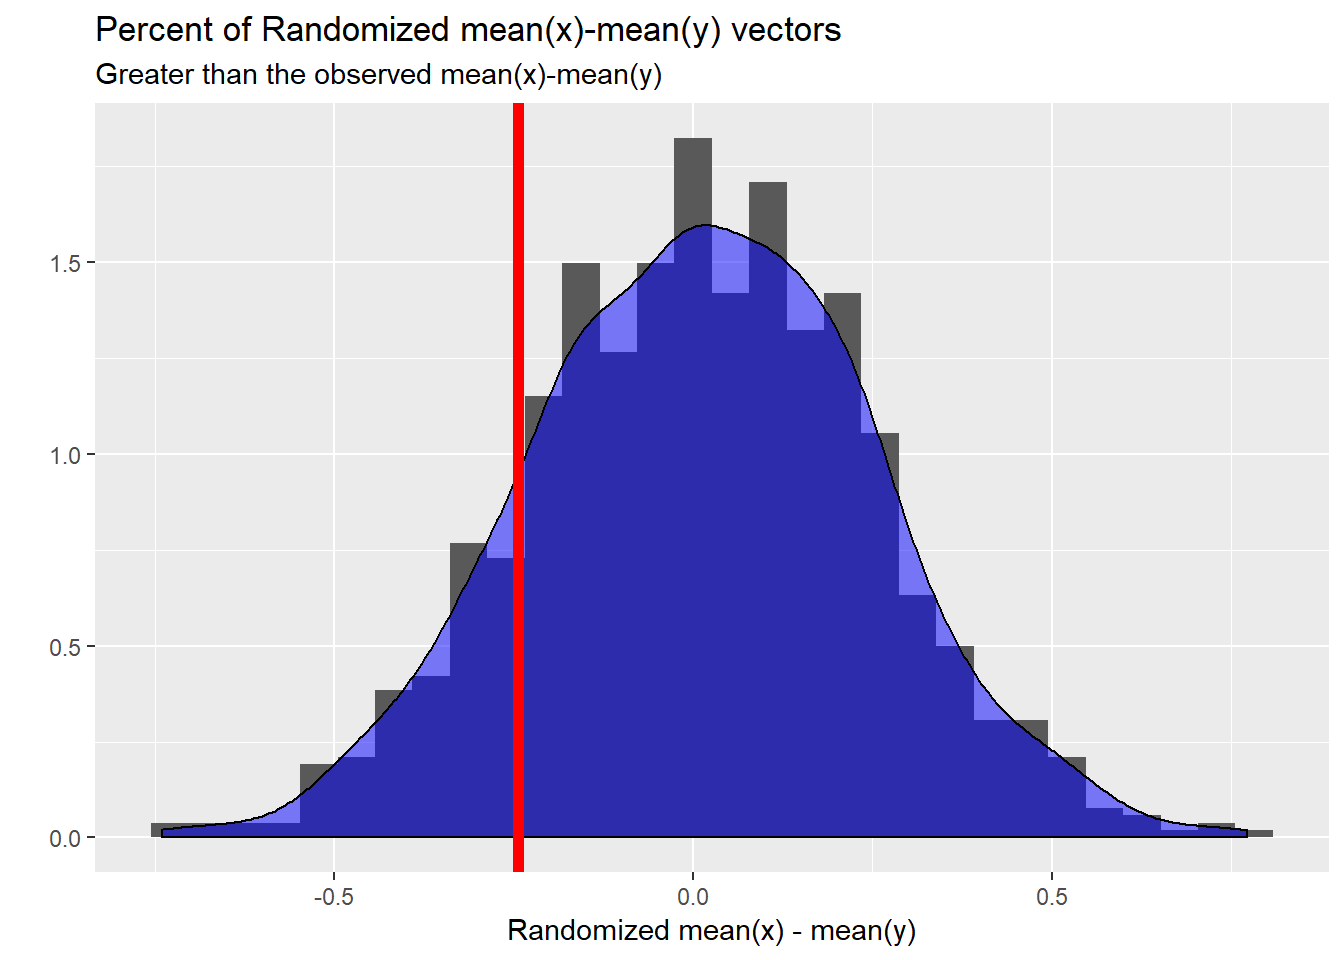 Percent of Randomized mean(x)-mean(y) vectors
Greater than the observed mean(x)-mean(y)
1.5
1.0
0.5
0.0
-0.5 0.0 0.5
Randomized mean(x) - mean(y)